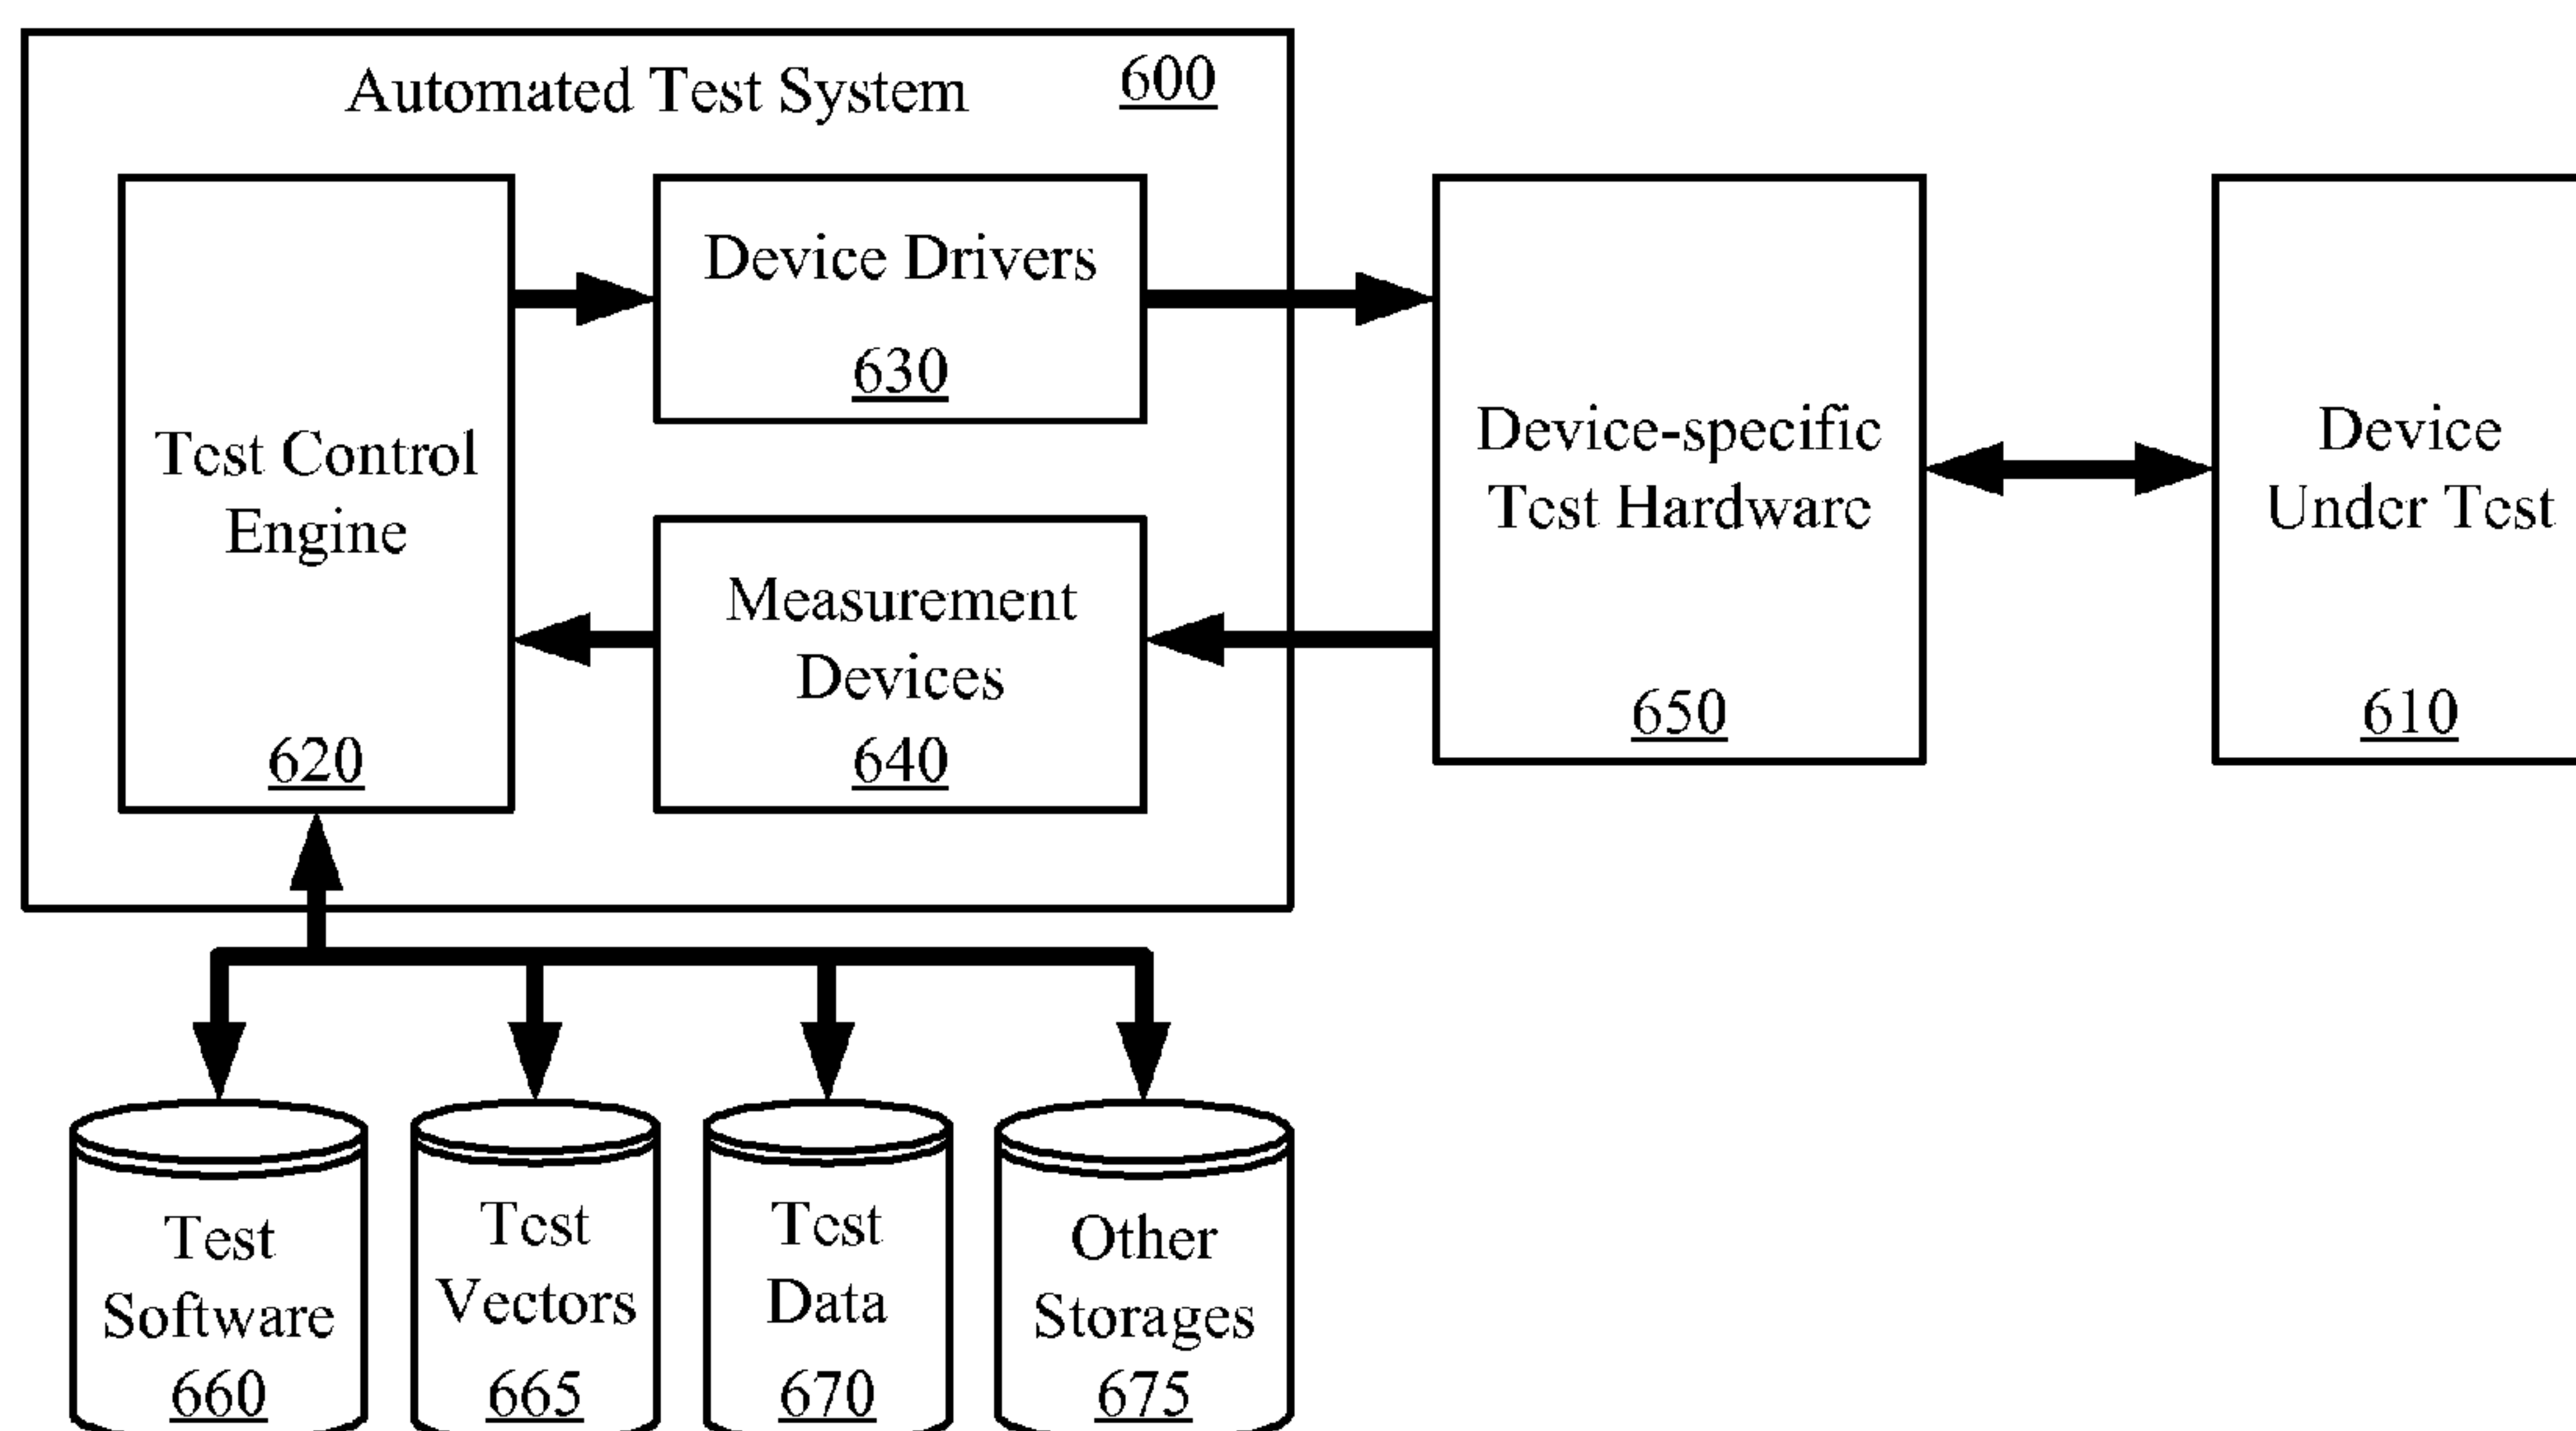 Automated Test System
600
Device Drivers
630
Test Control
Engine
620
Measurement
Devices
640
Device-specific
Test Hardware
650
Device
Under Test
610
Test
Software
660
Test
Vectors
665
Test
Data
670
Other
Storages
675